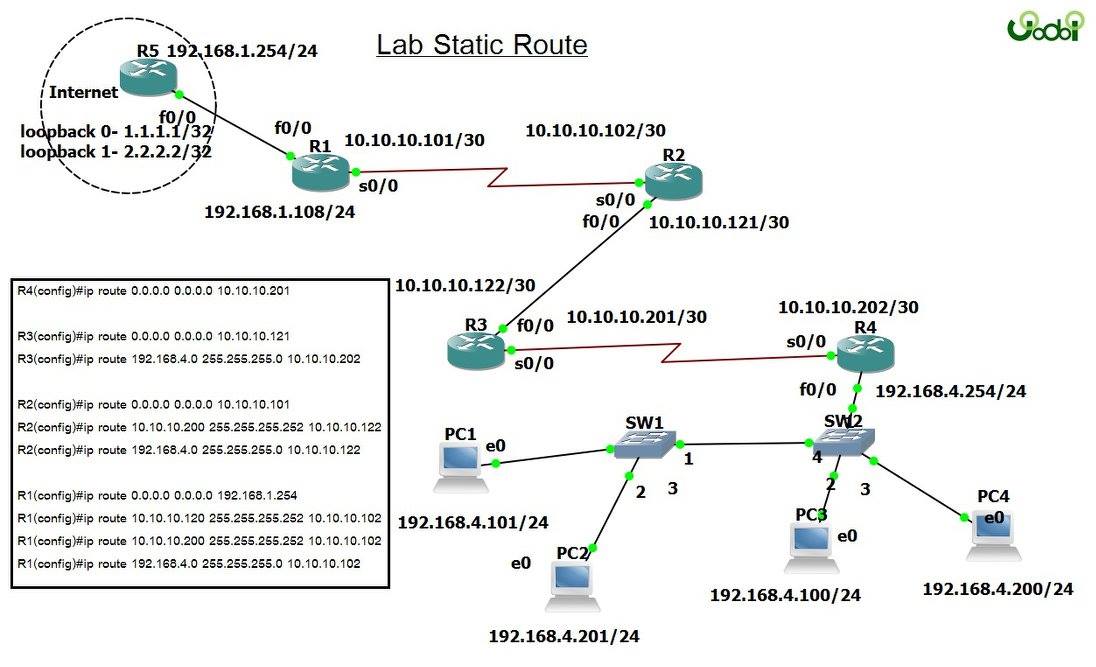 Lab Static Route
Uoobi
R5 192.168.1.254/24
Internet
f0/0
loopback 0- 1.1.1.1/32
loopback 1- 2.2.2.2/32
f0/0
R1
10.10.10.101/30
s0/0
192.168.1.108/24
10.10.10.102/30
R2
s0/0
f0/0
10.10.10.121/30
10.10.10.122/30
R3
f0/0
10.10.10.201/30
s0/0
10.10.10.202/30
R4
s0/0
f0/0
192.168.4.254/24
R4(config)#ip route 0.0.0.0 0.0.0.0 10.10.10.201
R3(config)#ip route 0.0.0.0 0.0.0.0 10.10.10.121
R3(config)#ip route 192.168.4.0 255.255.255.0 10.10.10.202
R2(config)#ip route 0.0.0.0 0.0.0.0 10.10.10.101
R2(config)#ip route 10.10.10.200 255.255.255.252 10.10.10.122
R2(config)#ip route 192.168.4.0 255.255.255.0 10.10.10.122
R1(config)#ip route 0.0.0.0 0.0.0.0 192.168.1.254
R1(config)#ip route 10.10.10.120 255.255.255.252 10.10.10.102
R1(config)#ip route 10.10.10.200 255.255.255.252 10.10.10.102
R1(config)#ip route 192.168.4.0 255.255.255.0 10.10.10.102
SW1
1
2
3
SW2
1
4
2
3
PC1
e0
192.168.4.101/24
PC2
e0
192.168.4.201/24
PC3
e0
192.168.4.100/24
PC4
e0
192.168.4.200/24